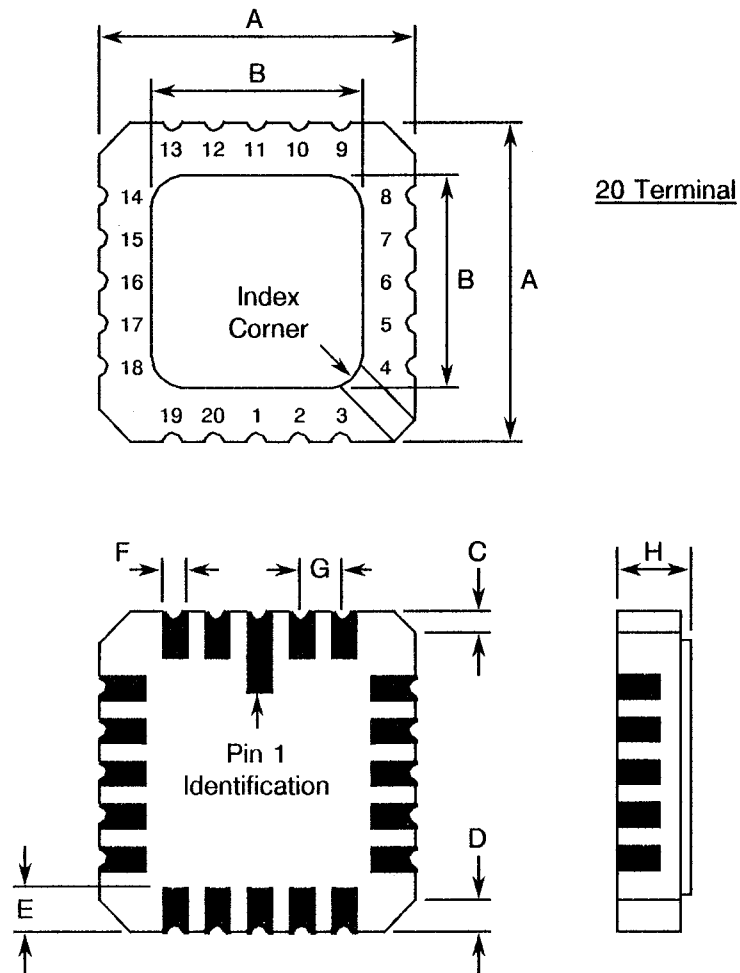 A
B
13 12 11 10 9
20 Terminal
14 8
15 7
16 6
17 5
18 4
B A
Index
Corner
19 20 1 2 3
F G C H
Pin 1
Identification
D
E